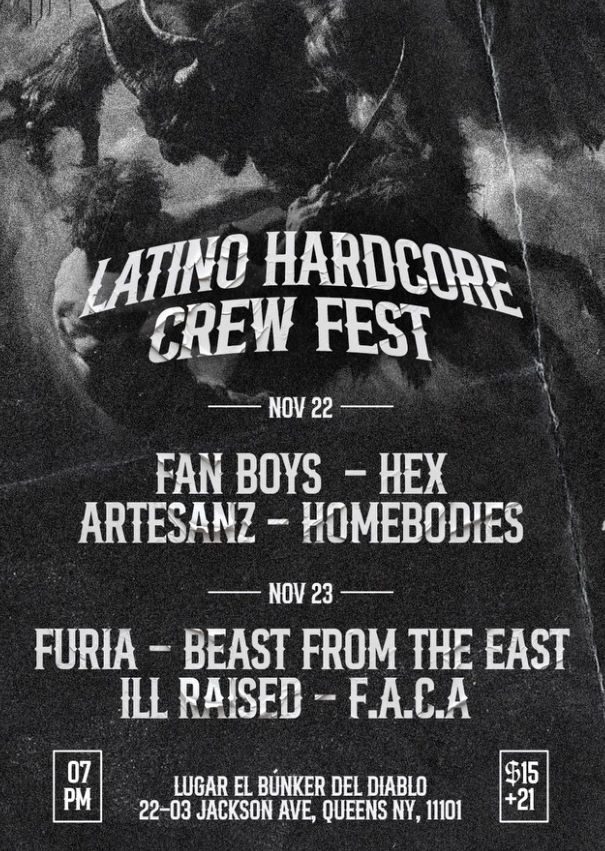 LATINO HARDCORE
CREW FEST
NOV 22
FAN BOYS – HEX
ARTESANZ – HOMEBODIES
NOV 23
FURIA – BEAST FROM THE EAST
ILL RAISED – F.A.C.A
07
PM
LUGAR EL BÚNKER DEL DIABLO
22-03 JACKSON AVE, QUEENS NY, 11101
$15
+21